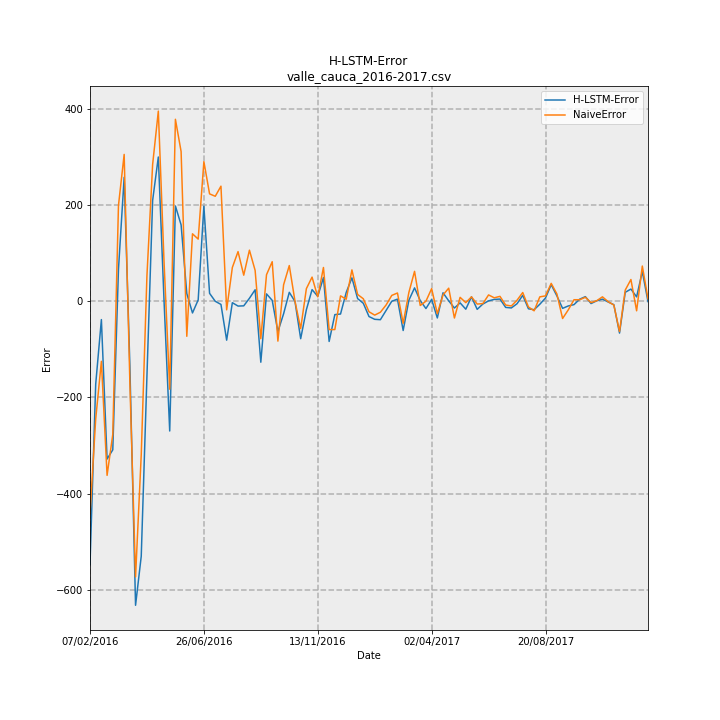 H-LSTM-Error
valle_cauca_2016-2017.csv
H-LSTM-Error
NaiveError
400
200
0
−200
−400
−600
Error
07/02/2016
26/06/2016
13/11/2016
02/04/2017
20/08/2017
Date